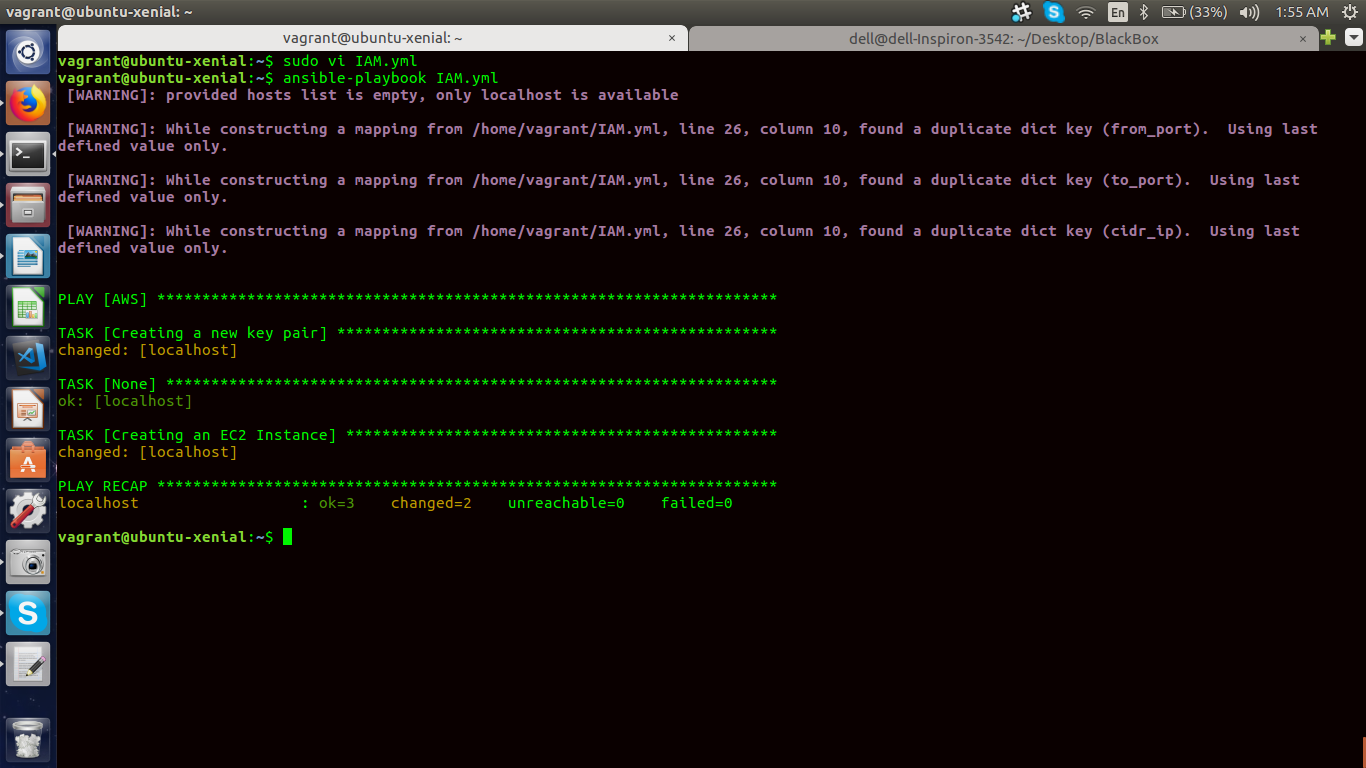 vagrant@ubuntu-xenial: ~
En
(33%)
1:55 AM
vagrant@ubuntu-xenial: ~ ×
dell@dell-Inspiron-3542: ~/Desktop/BlackBox ×
vagrant@ubuntu-xenial:~$ sudo vi IAM.yml
vagrant@ubuntu-xenial:~$ ansible-playbook IAM.yml
[WARNING]: provided hosts list is empty, only localhost is available
[WARNING]: While constructing a mapping from /home/vagrant/IAM.yml, line 26, column 10, found a duplicate dict key (from_port).  Using last
defined value only.
[WARNING]: While constructing a mapping from /home/vagrant/IAM.yml, line 26, column 10, found a duplicate dict key (to_port).  Using last
defined value only.
[WARNING]: While constructing a mapping from /home/vagrant/IAM.yml, line 26, column 10, found a duplicate dict key (cidr_ip).  Using last
defined value only.
PLAY [AWS] *********************************************************************
TASK [Creating a new key pair] *************************************************
changed: [localhost]
TASK [None] ********************************************************************
ok: [localhost]
TASK [Creating an EC2 Instance] ************************************************
changed: [localhost]
PLAY RECAP *********************************************************************
localhost                  : ok=3    changed=2    unreachable=0    failed=0
vagrant@ubuntu-xenial:~$